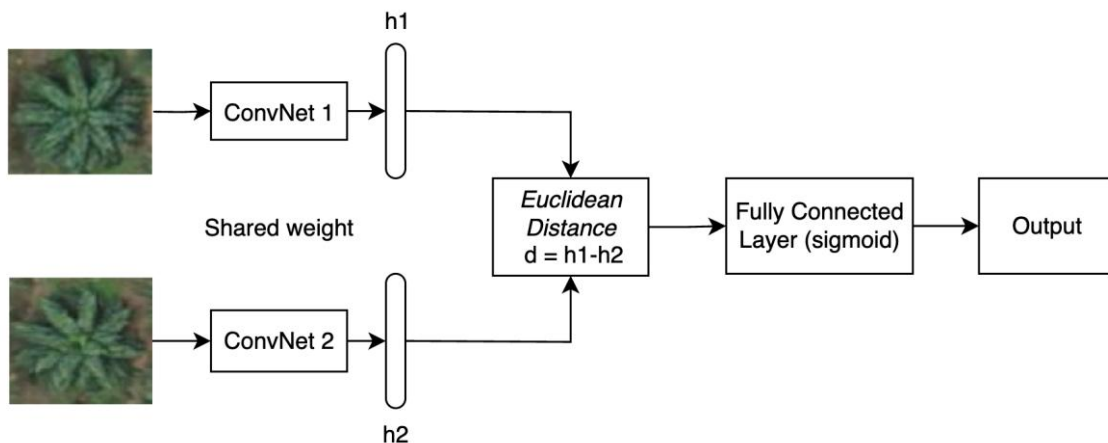 h1
ConvNet 1
Shared weight
Euclidean
Distance
d = h1-h2
Fully Connected
Layer (sigmoid)
Output
ConvNet 2
h2